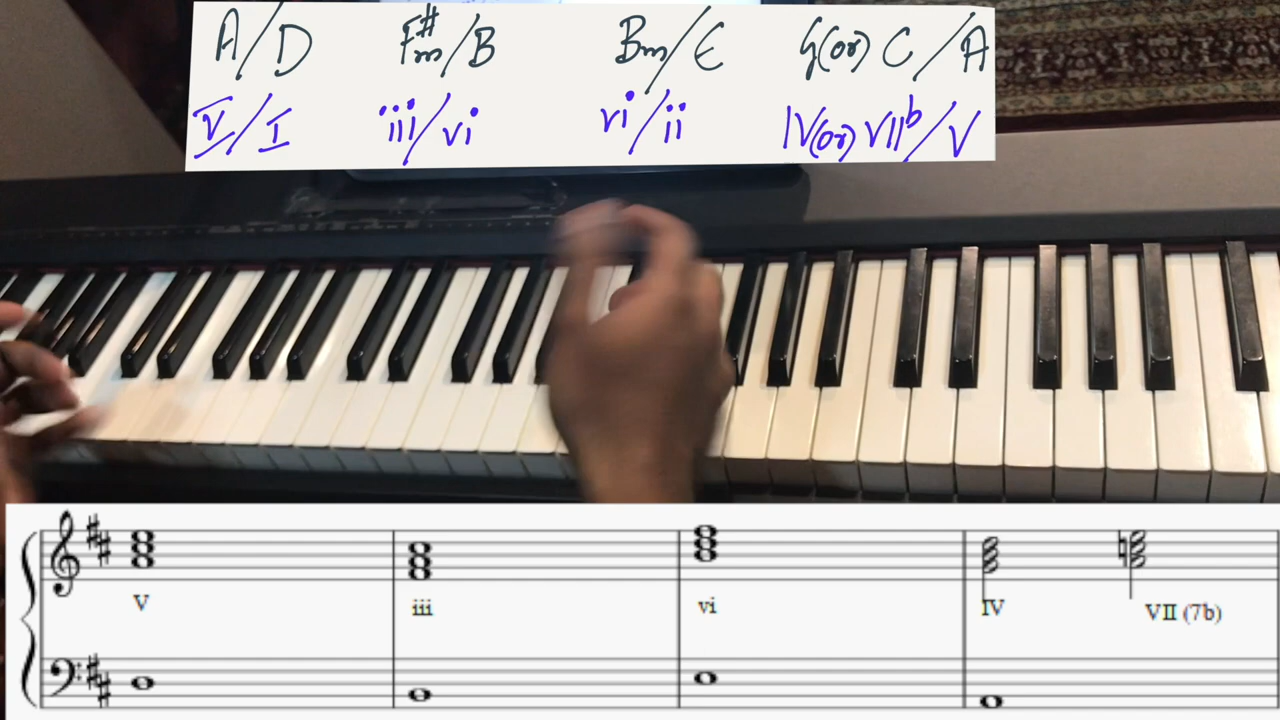 A/D F#m/B Bm/E G(or) C/A
V/I iii/vi vi/ii IV(or) VIIb/V
V iii vi IV VII (7b)